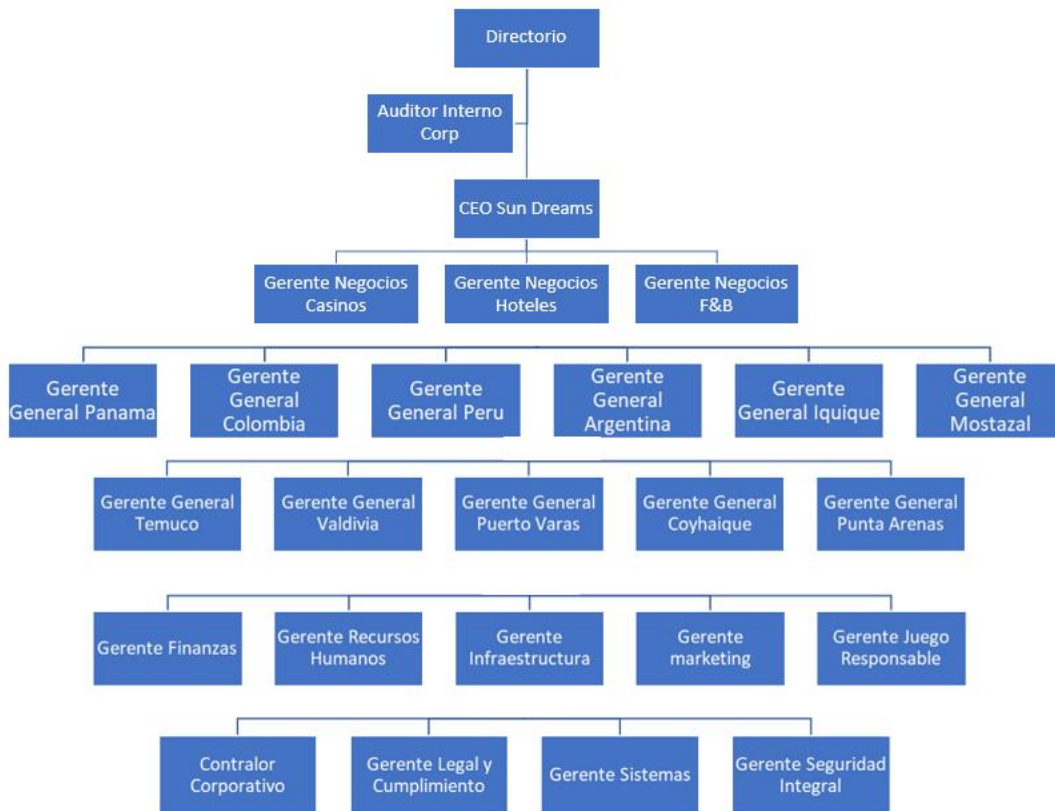 Directorio
Auditor Interno
Corp
CEO Sun Dreams
Gerente Negocios
Casinos
Gerente Negocios
Hoteles
Gerente Negocios
F&B
Gerente
General Panama
Gerente
General
Colombia
Gerente
General Peru
Gerente
General
Argentina
Gerente
General Iquique
Gerente
General
Mostazal
Gerente General
Temuco
Gerente General
Valdivia
Gerente General
Puerto Varas
Gerente General
Coyhaique
Gerente General
Punta Arenas
Gerente Finanzas
Gerente Recursos
Humanos
Gerente
Infraestructura
Gerente
marketing
Gerente Juego
Responsable
Contralor
Corporativo
Gerente Legal y
Cumplimiento
Gerente Sistemas
Gerente Seguridad
Integral